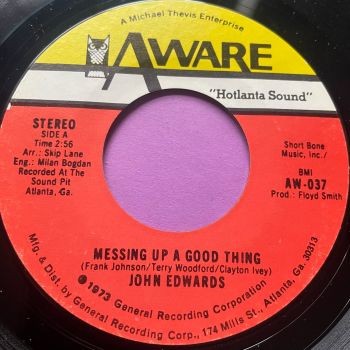 A Michael Thevis Enterprise
AWARE
"Hotlanta Sound"
STEREO
SIDE A
Time 2:56
Arr.: Skip Lane
Eng.: Milan Bogdan
Recorded At The
Sound Pit
Atlanta, Ga.
Short Bone
Music, Inc./
BMI
AW-037
Prod.: Floyd Smith
MESSING UP A GOOD THING
(Frank Johnson/Terry Woodford/Clayton Ivey)
JOHN EDWARDS
©1973 General Recording Corporation
Mfg. & Dist. by General Recording Corp., 174 Mills St., Atlanta, Ga. 30313